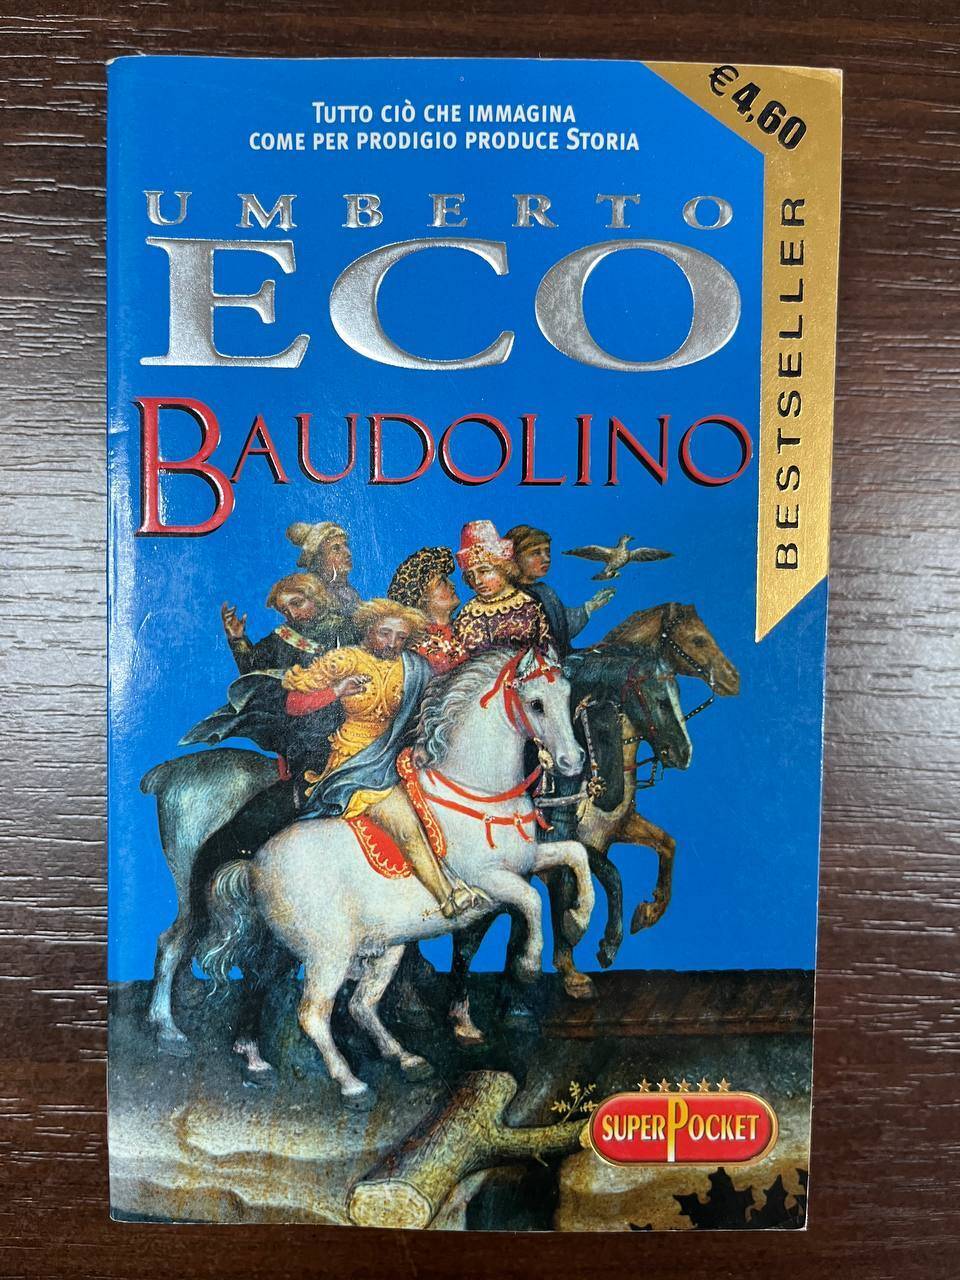 TUTTO CIÒ CHE IMMAGINA
COME PER PRODIGIO PRODUCE STORIA
€4,60
UMBERTO
ECO
BAUDOLINO
BESTSELLER
SUPERPOCKET